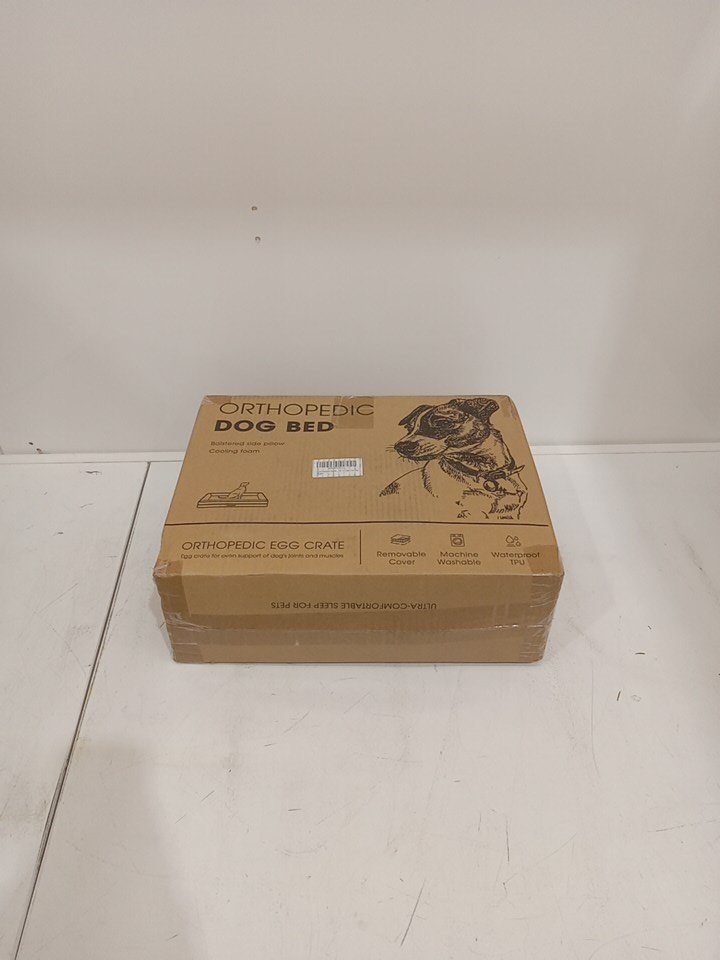 ORTHOPEDIC
DOG BED
Bolstered side pillow
Cooling foam
ORTHOPEDIC EGG CRATE
Egg crate for even support of dog's joints and muscles
Removable
Cover
Machine
Washable
Waterproof
TPU
ULTRA-COMFORTABLE SLEEP FOR PETS